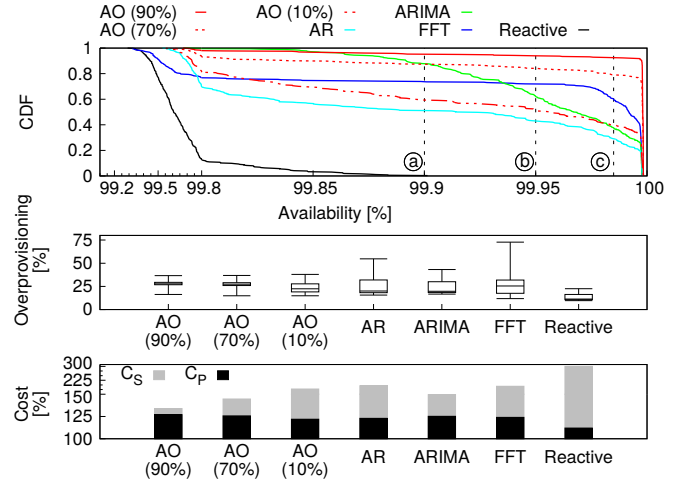 AO (90%) AO (10%) ARIMA
AO (70%) AR FFT Reactive
1
0.8
0.6
0.4
0.2
0
CDF
a b c
99.2 99.5 99.8 99.85 99.9 99.95 100
Availability [%]
Overprovisioning
[%]
75
50
25
0
AO AO AO AR ARIMA FFT Reactive
(90%) (70%) (10%)
Cost
[%]
300
225
150
125
100
C_S C_P
AO AO AO AR ARIMA FFT Reactive
(90%) (70%) (10%)